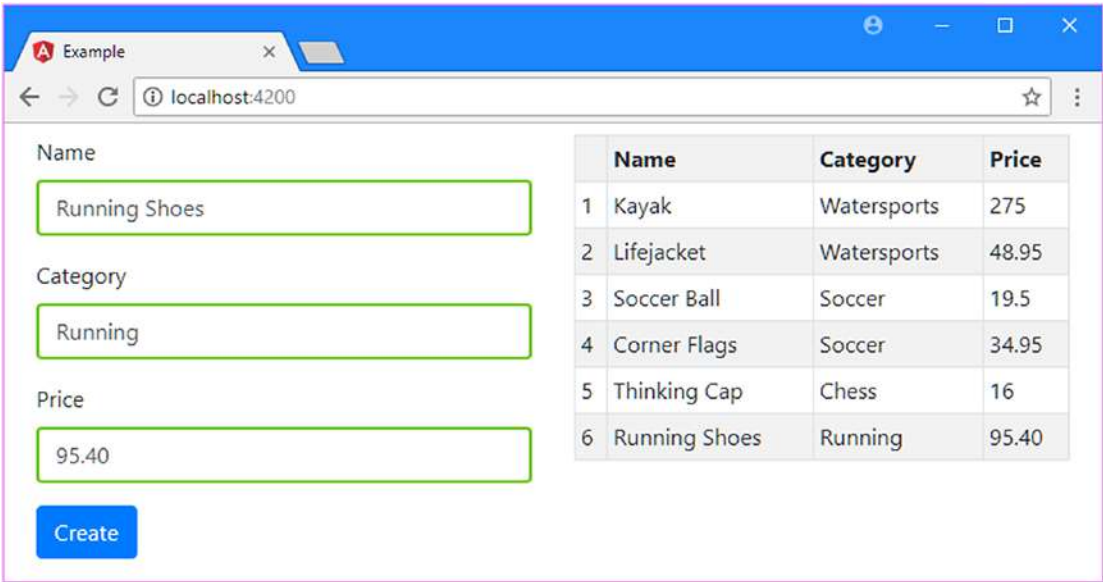 Example
localhost:4200
Name
Running Shoes
Category
Running
Price
95.40
Create
Name Category Price
1 Kayak Watersports 275
2 Lifejacket Watersports 48.95
3 Soccer Ball Soccer 19.5
4 Corner Flags Soccer 34.95
5 Thinking Cap Chess 16
6 Running Shoes Running 95.40